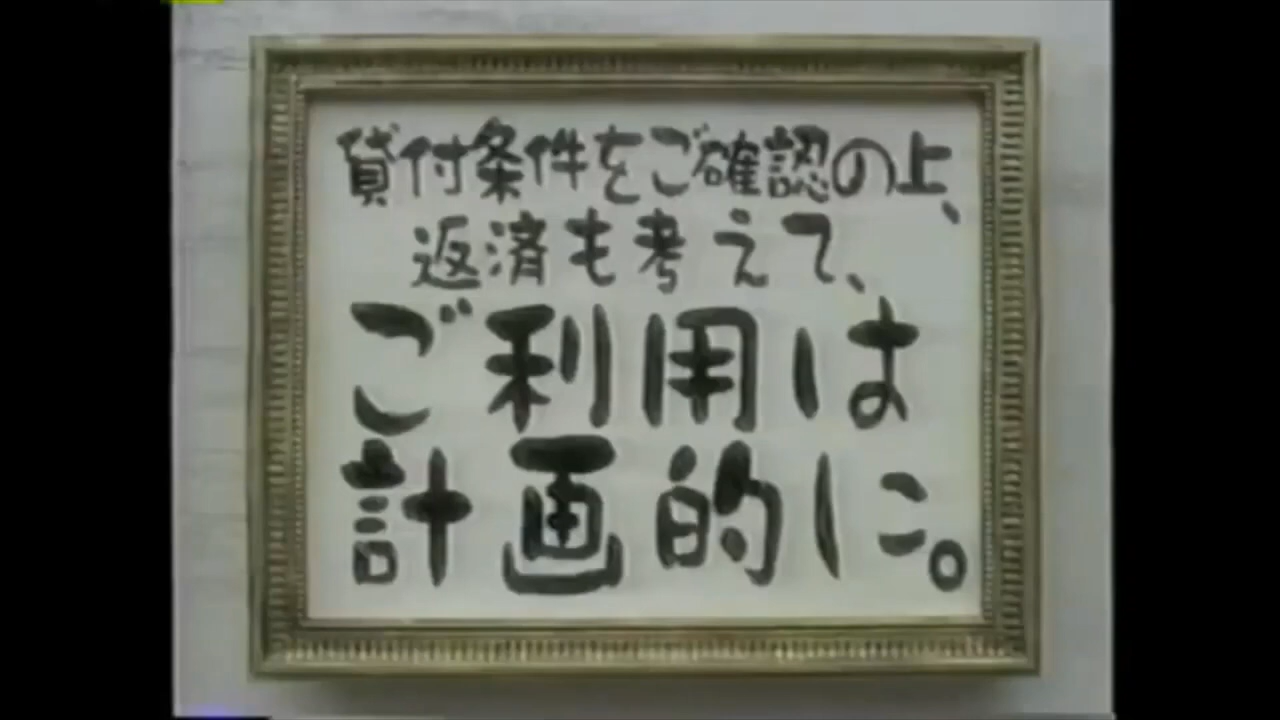 貸付条件をご確認の上、
返済も考えて、
ご利用は
計画的に。